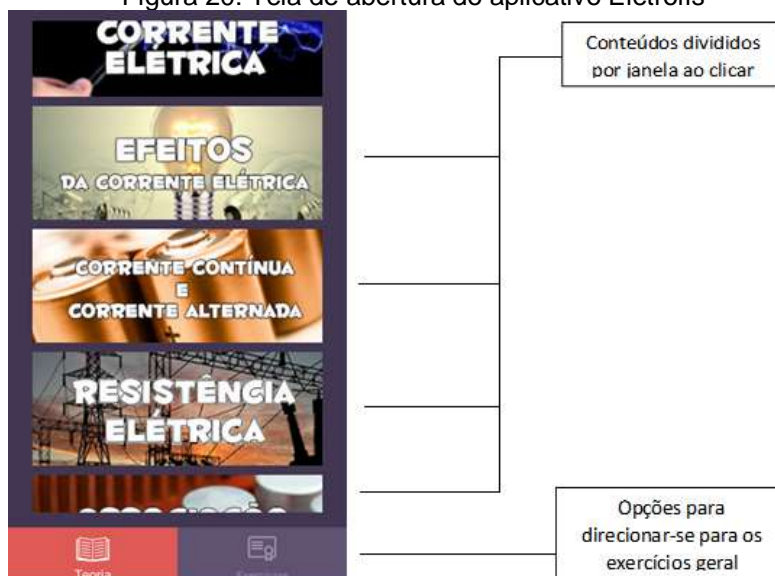 Figura 20: Tela de abertura do aplicativo Eletrofis
CORRENTE
ELÉTRICA
EFEITOS
DA CORRENTE ELÉTRICA
CORRENTE CONTÍNUA
E
CORRENTE ALTERNADA
RESISTÊNCIA
ELÉTRICA
Teoria
Conteúdos divididos
por janela ao clicar
Opções para
direcionar-se para os
exercícios geral